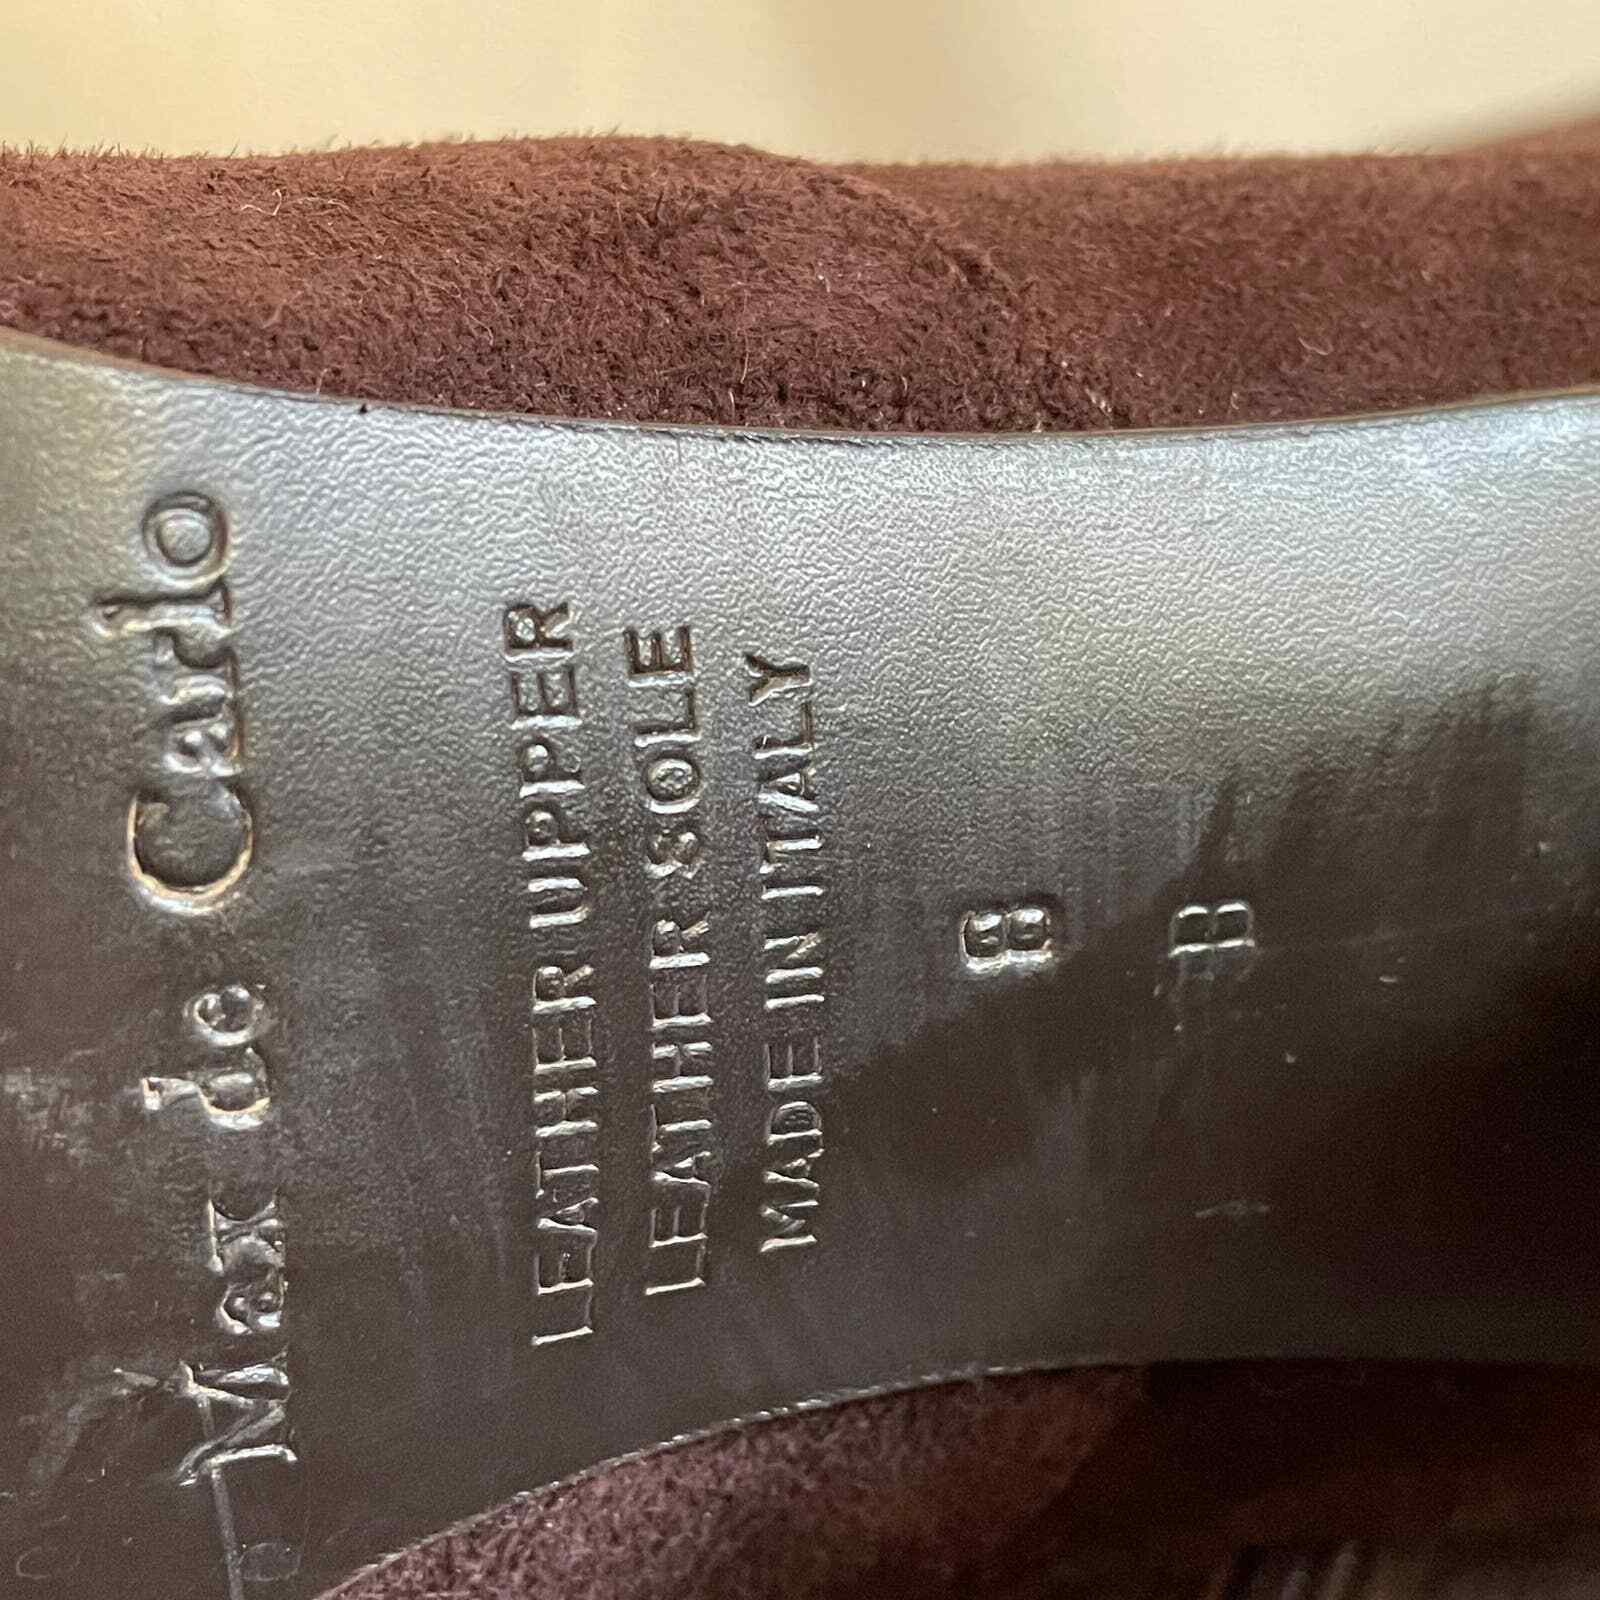 Max de Carlo
LEATHER UPPER
LEATHER SOLE
MADE IN ITALY
8
B